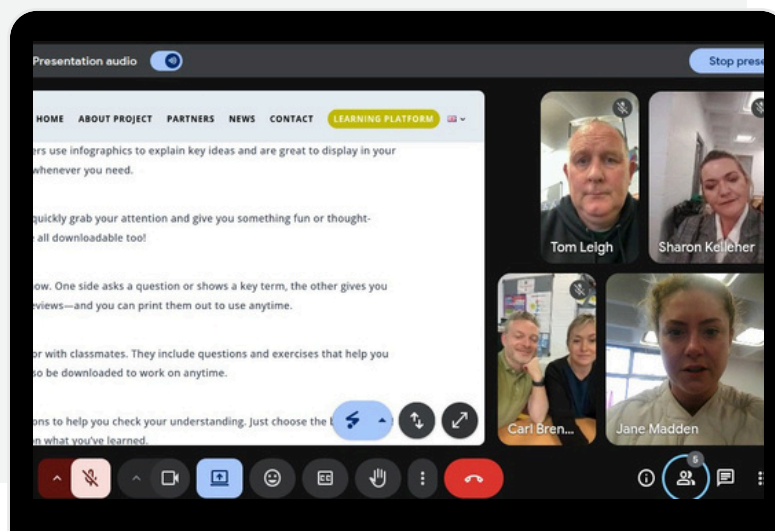 Presentation audio
Stop prese
HOME ABOUT PROJECT PARTNERS NEWS CONTACT LEARNING PLATFORM
ers use infographics to explain key ideas and are great to display in your
whenever you need.
quickly grab your attention and give you something fun or thought-
all downloadable too!
ow. One side asks a question or shows a key term, the other gives you
eviews—and you can print them out to use anytime.
or with classmates. They include questions and exercises that help you
so be downloaded to work on anytime.
ons to help you check your understanding. Just choose the
on what you've learned.
Tom Leigh
Sharon Kelleher
Carl Bren...
Jane Madden
CC
5